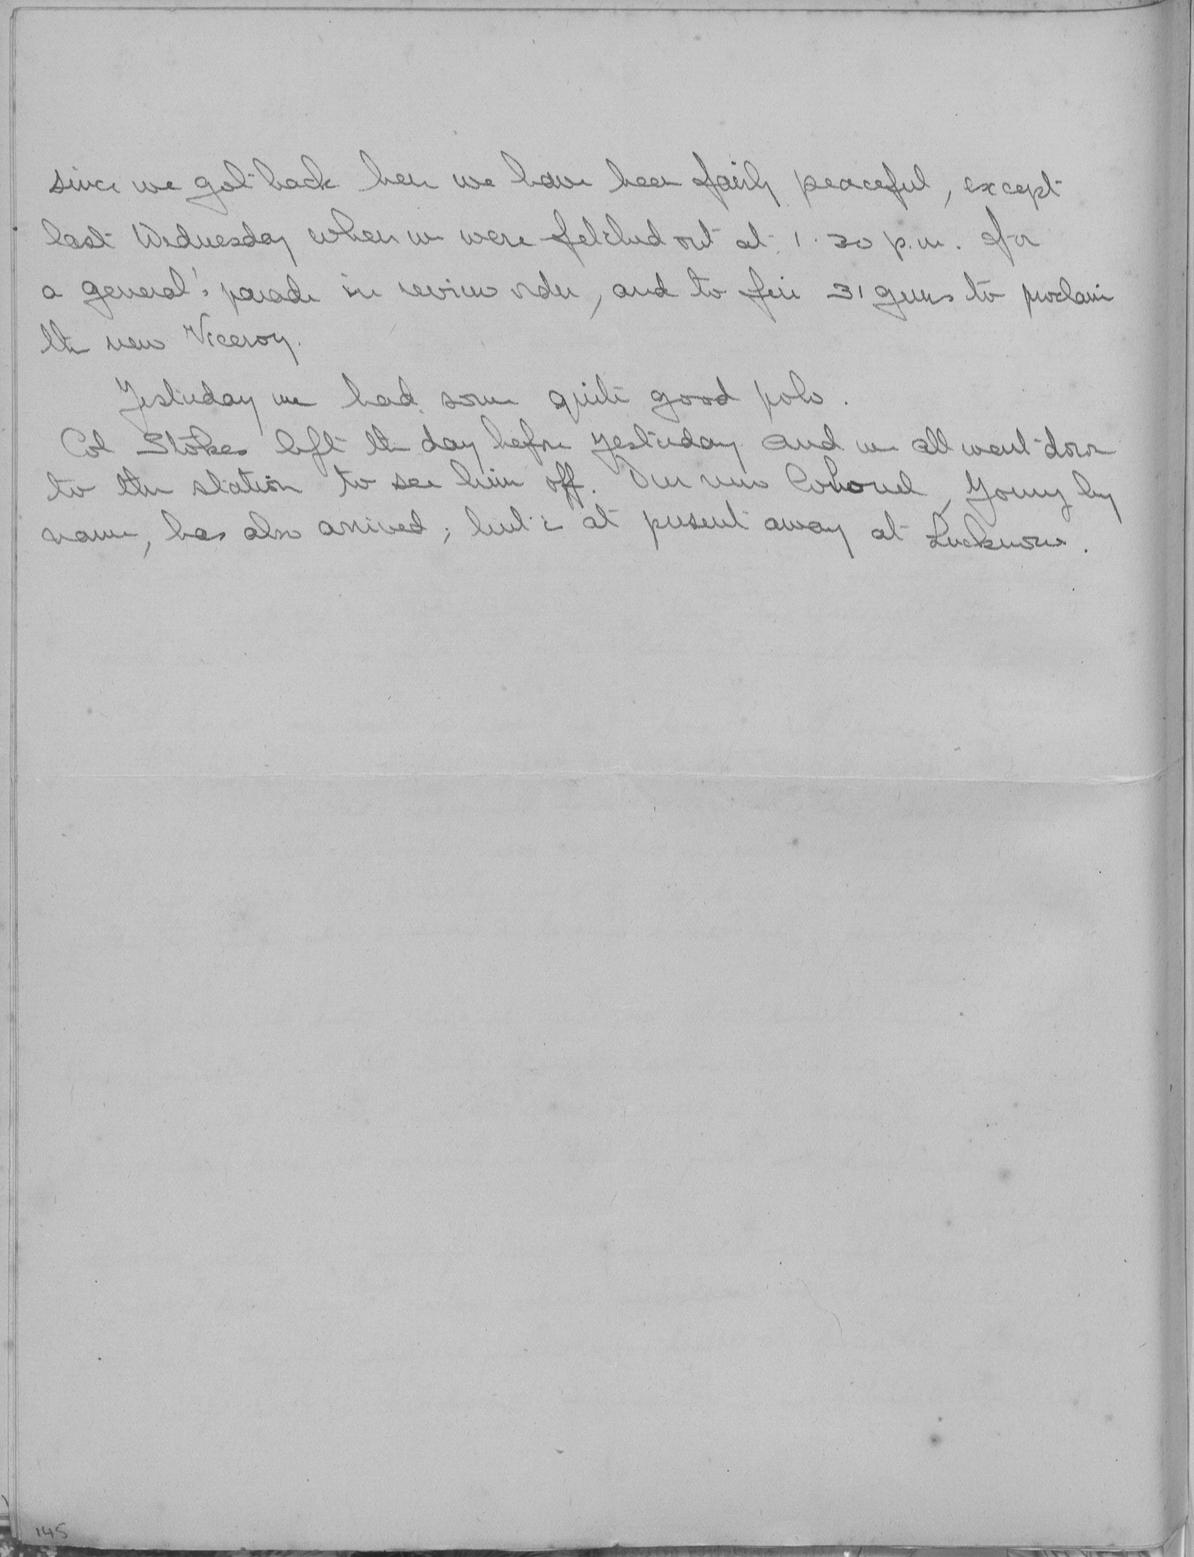 since we got back here we have been fairly peaceful, except
last Wednesday when we were fetched out at 1.30 p.m. for
a general's parade in review order, and to fire 31 guns to proclaim
the new Viceroy.
Yesterday we had some quite good polo.
Col Stokes left the day before yesterday and we all went down
to the station to see him off. Our new Colonel, Young by
name, has also arrived; but is at present away at Lucknow.
145